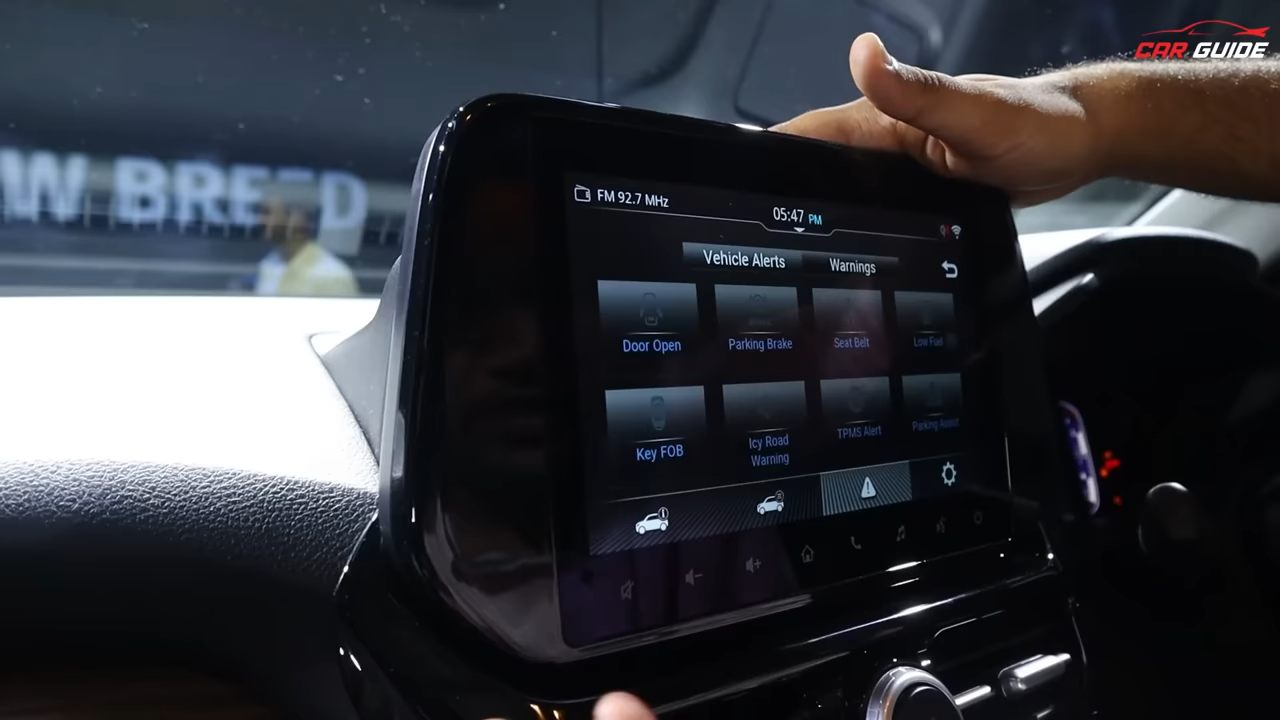 CAR GUIDE
W BREED
FM 92.7 MHz
05:47 PM
Vehicle Alerts
Warnings
Door Open
Parking Brake
Seat Belt
Low Fuel
Key FOB
Icy Road
Warning
TPMS Alert
Parking Assist